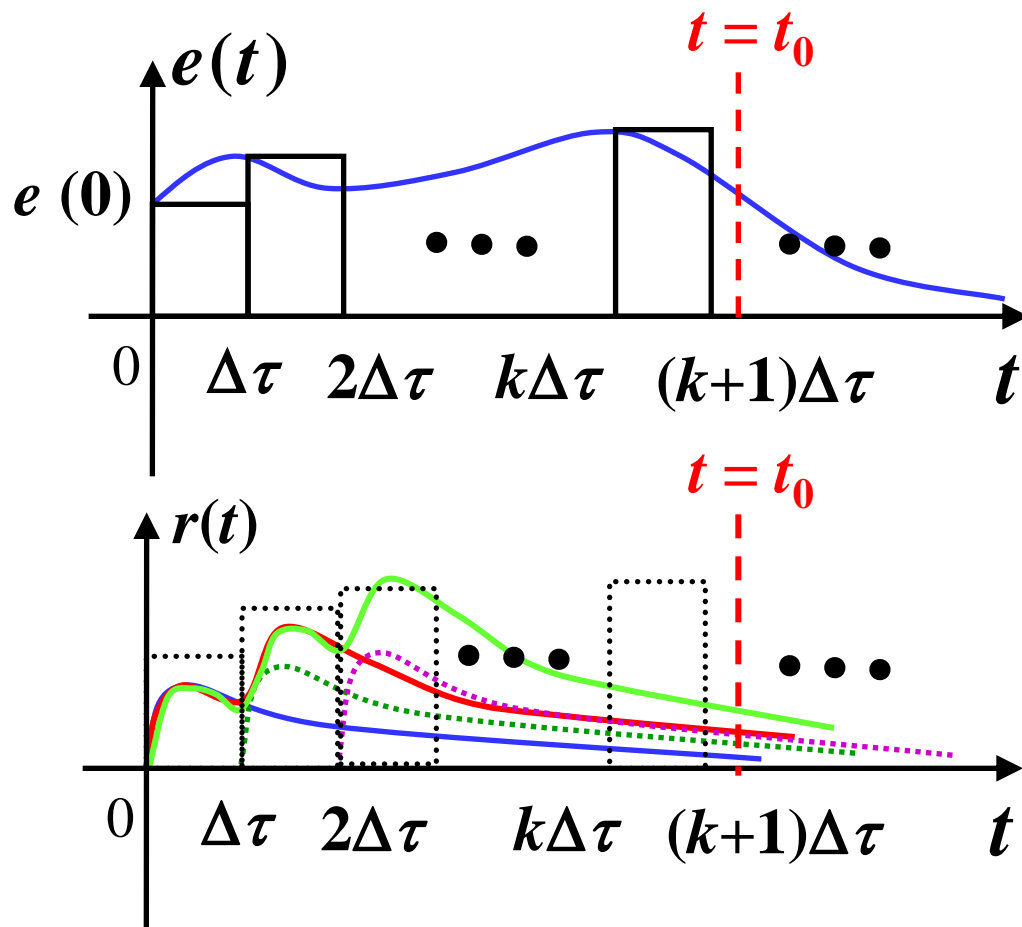 t = t₀
e(t)
e (0)
0 Δτ 2Δτ kΔτ (k+1)Δτ t
t = t₀
r(t)
0 Δτ 2Δτ kΔτ (k+1)Δτ t